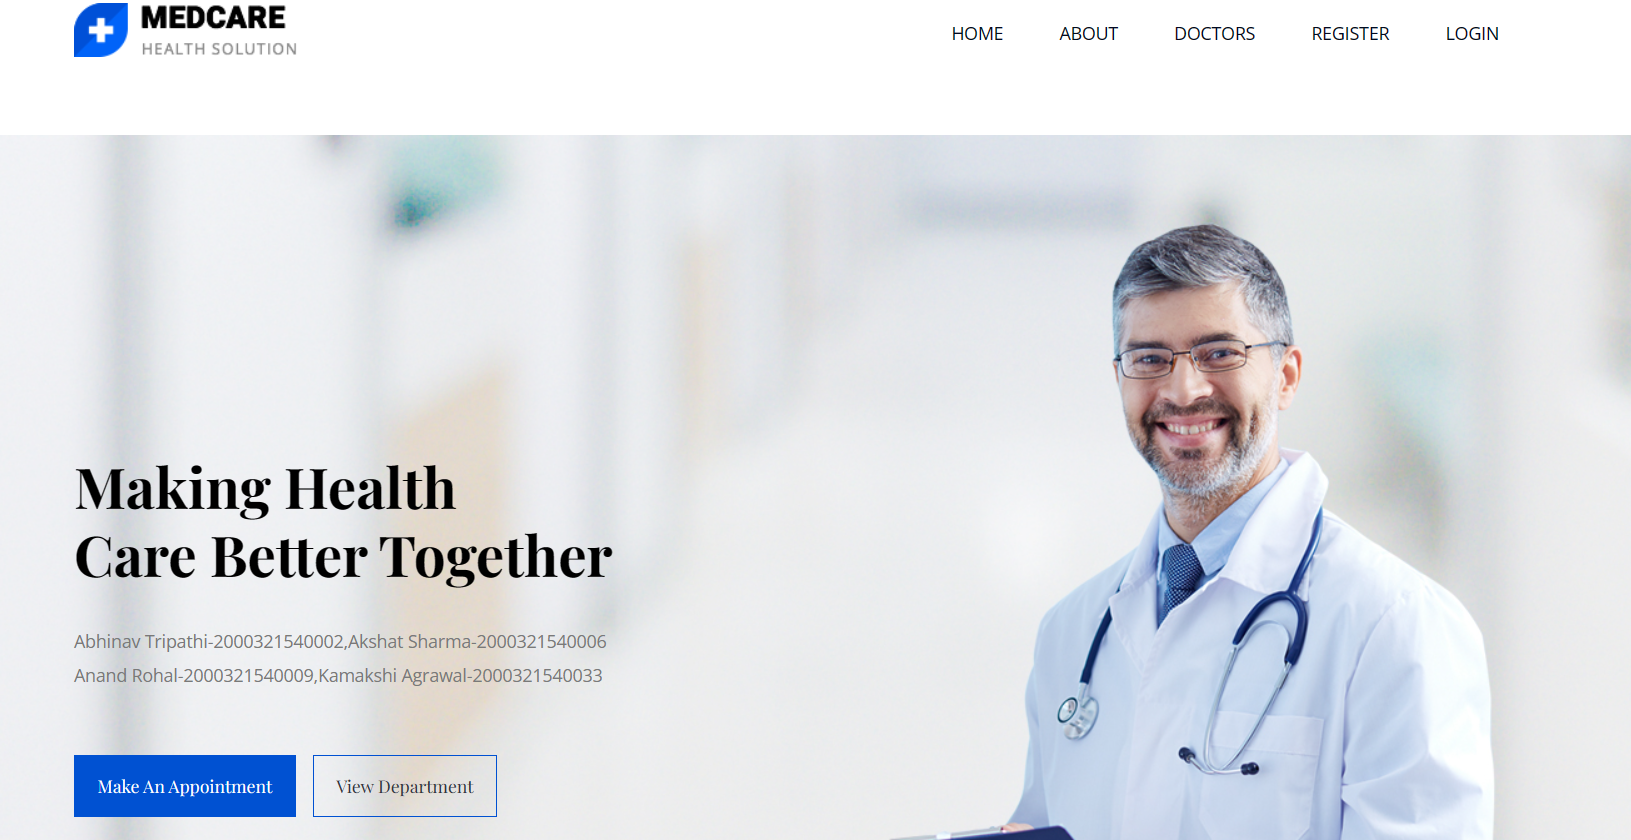 MEDCARE
HEALTH SOLUTION
HOME ABOUT DOCTORS REGISTER LOGIN
Making Health
Care Better Together
Abhinav Tripathi-2000321540002,Akshat Sharma-2000321540006
Anand Rohal-2000321540009,Kamakshi Agrawal-2000321540033
Make An Appointment View Department